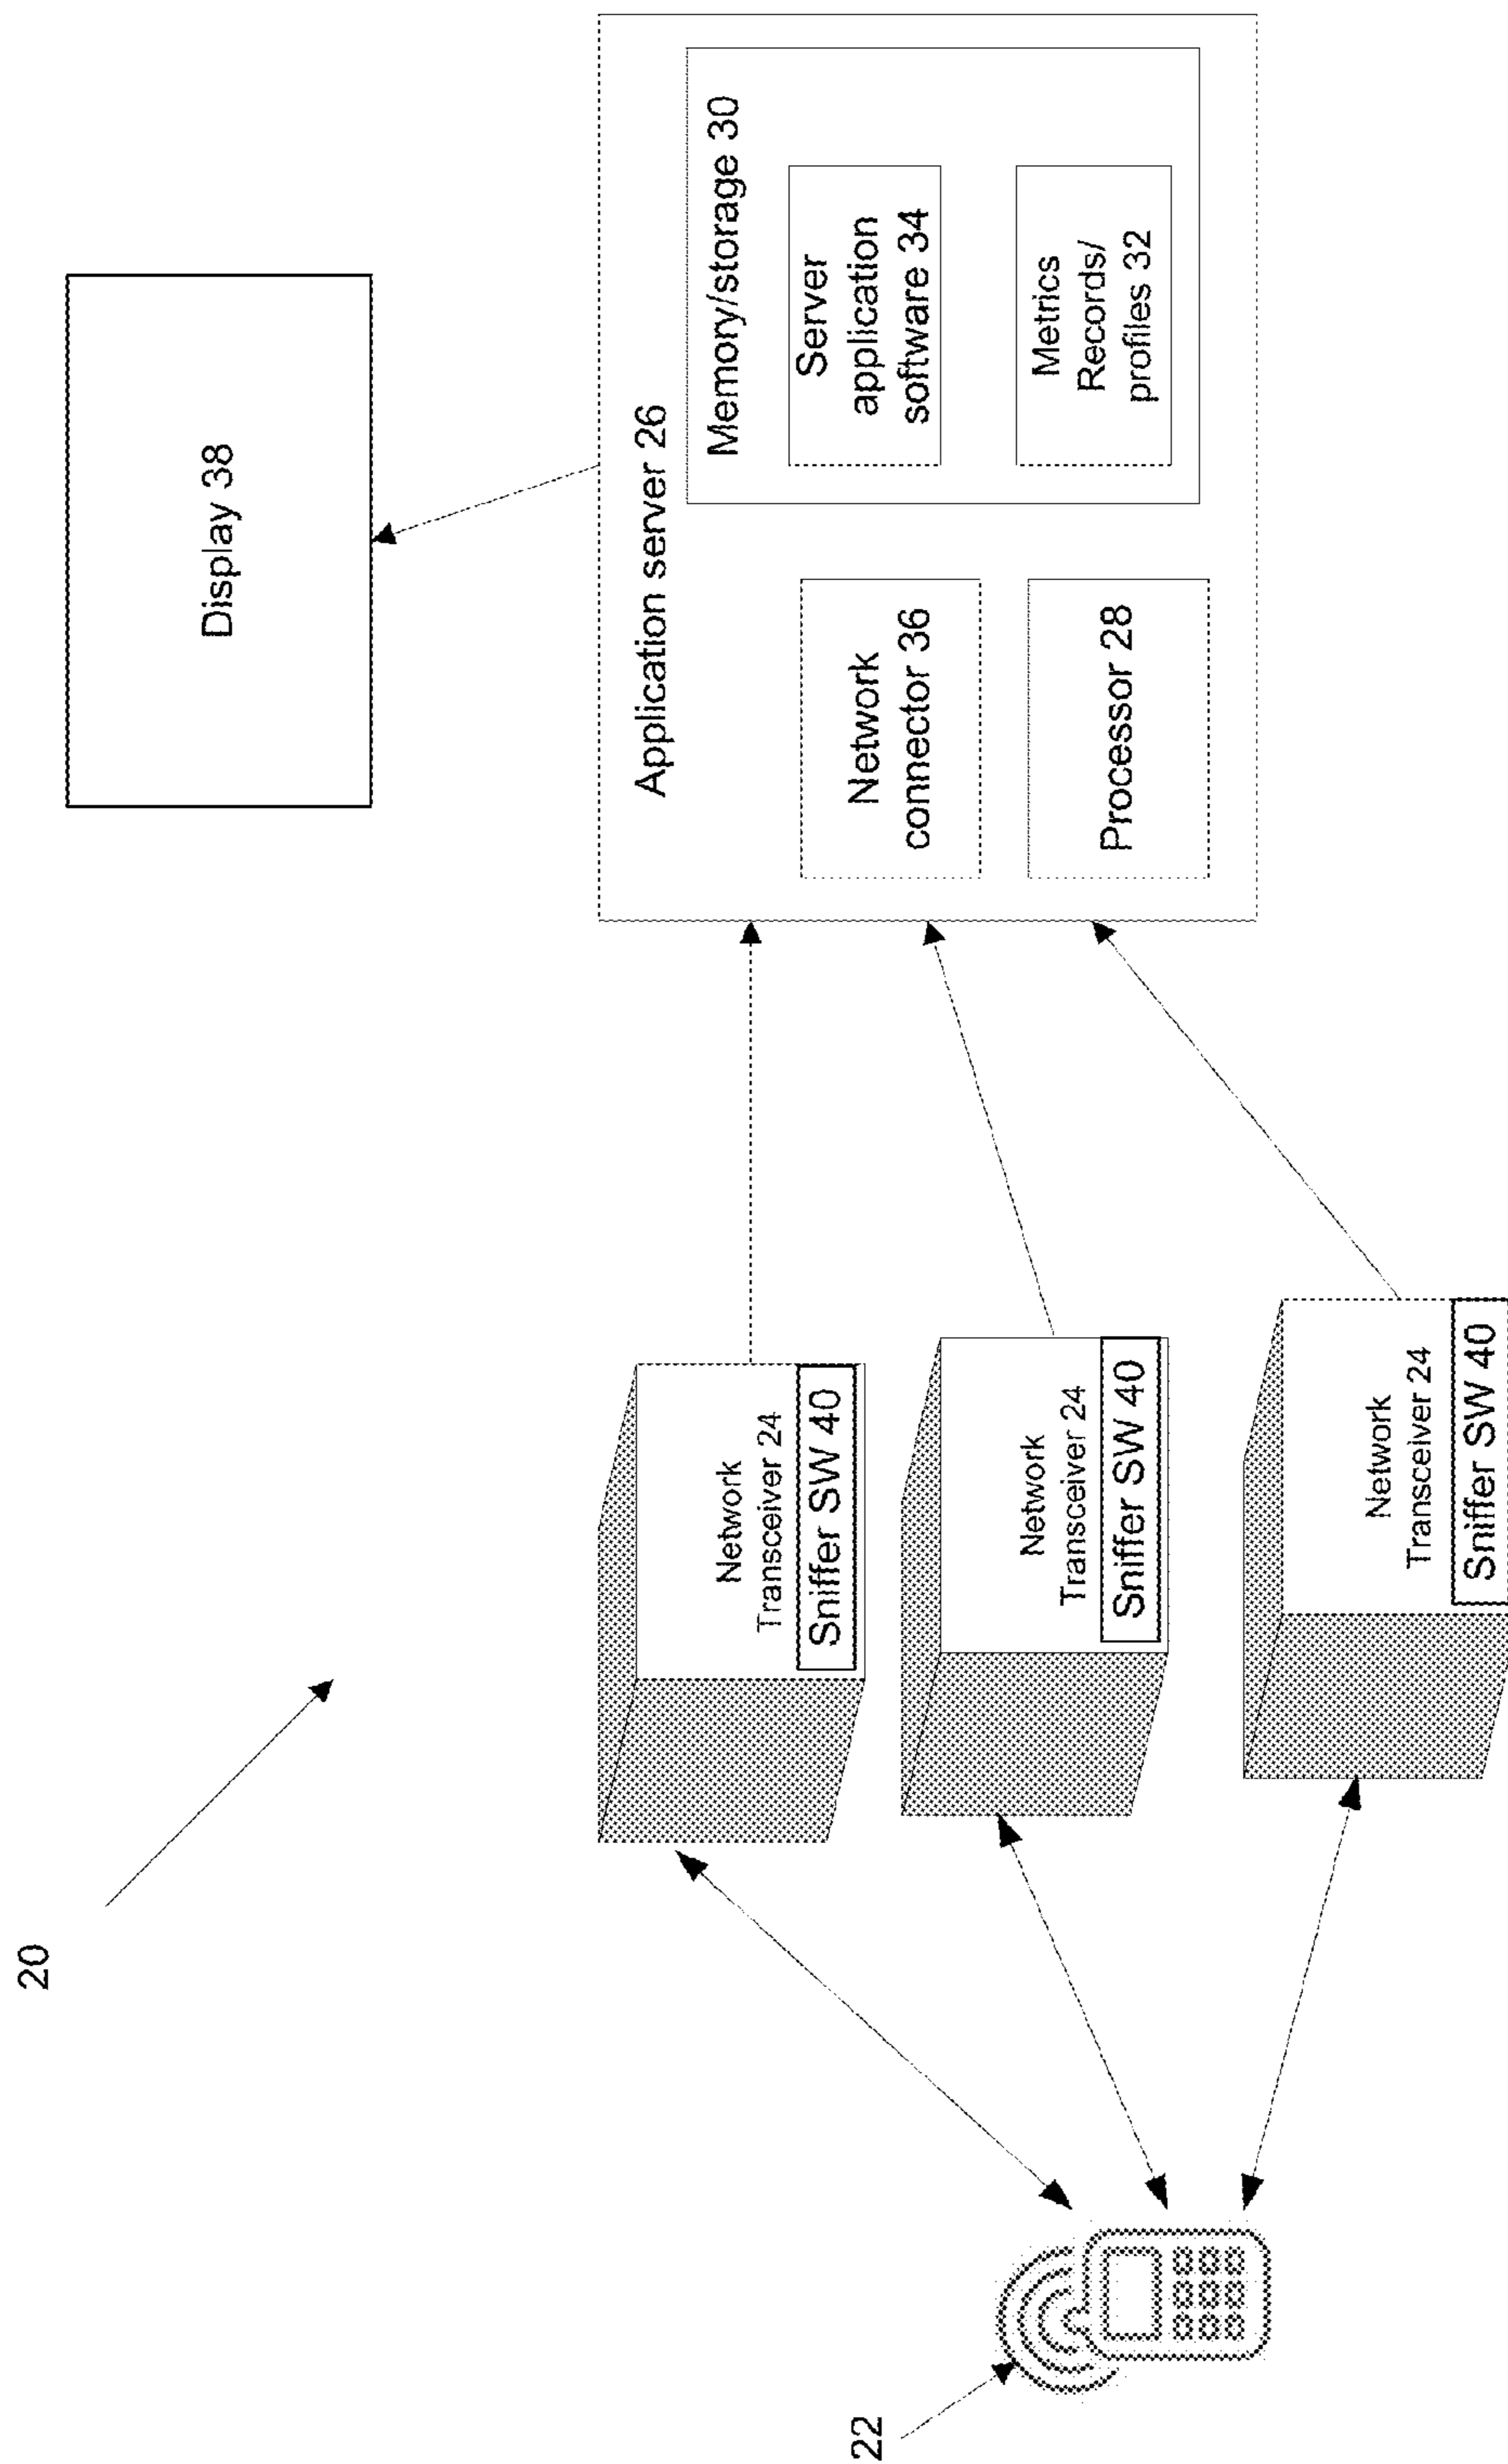 20
22
Network
Transceiver 24
Sniffer SW 40
Network
Transceiver 24
Sniffer SW 40
Network
Transceiver 24
Sniffer SW 40
Display 38
Application server 26
Network
connector 36
Processor 28
Memory/storage 30
Server
application
software 34
Metrics
Records/
profiles 32